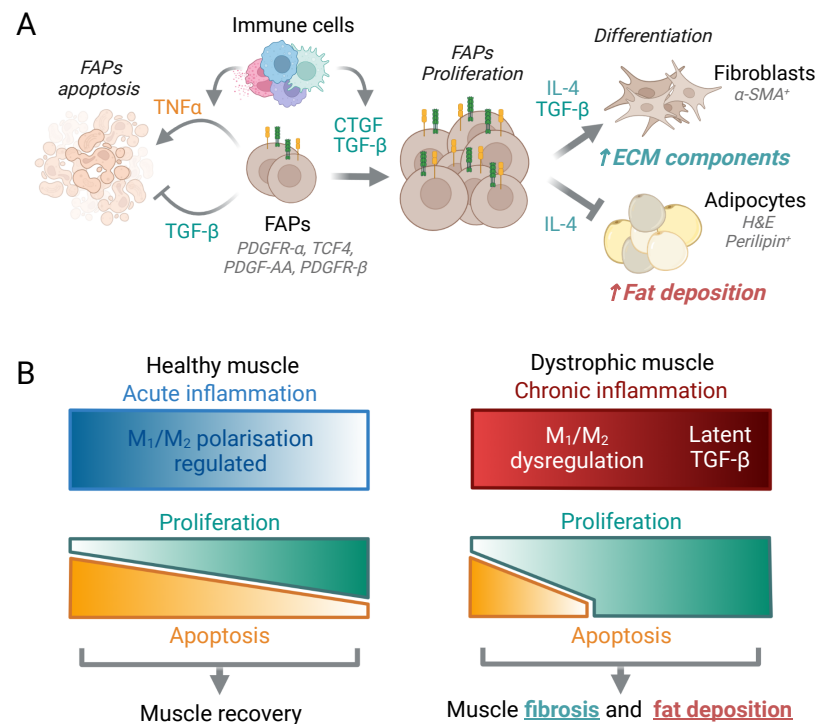 A
Immune cells
FAPs
apoptosis
TNFα
CTGF
TGF-β
TGF-β
FAPs
PDGFR-α, TCF4,
PDGF-AA, PDGFR-β
FAPs
Proliferation
Differentiation
IL-4
TGF-β
Fibroblasts
α-SMA⁺
↑ECM components
IL-4
Adipocytes
H&E
Perilipin⁺
↑Fat deposition
B
Healthy muscle
Acute inflammation
M₁/M₂ polarisation
regulated
Proliferation
Apoptosis
Muscle recovery
Dystrophic muscle
Chronic inflammation
M₁/M₂
dysregulation
Latent
TGF-β
Proliferation
Apoptosis
Muscle fibrosis and fat deposition